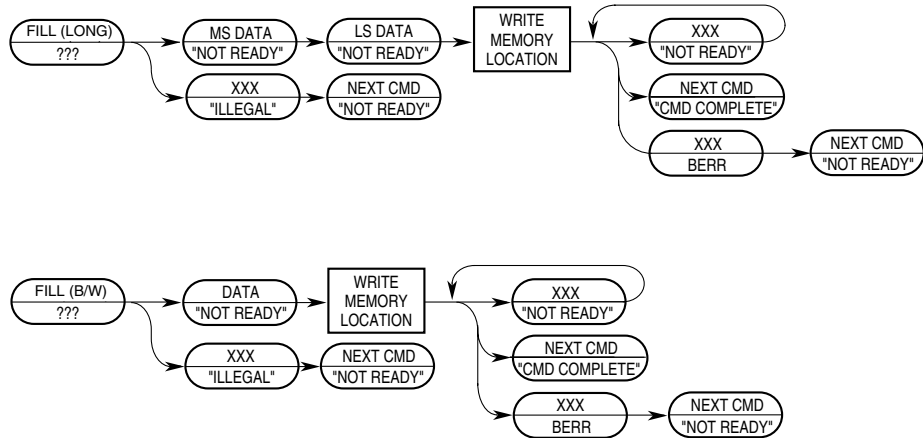 FILL (LONG)
???
MS DATA
"NOT READY"
LS DATA
"NOT READY"
WRITE
MEMORY
LOCATION
XXX
"NOT READY"
XXX
"ILLEGAL"
NEXT CMD
"NOT READY"
NEXT CMD
"CMD COMPLETE"
XXX
BERR
NEXT CMD
"NOT READY"
FILL (B/W)
???
DATA
"NOT READY"
WRITE
MEMORY
LOCATION
XXX
"NOT READY"
XXX
"ILLEGAL"
NEXT CMD
"NOT READY"
NEXT CMD
"CMD COMPLETE"
XXX
BERR
NEXT CMD
"NOT READY"